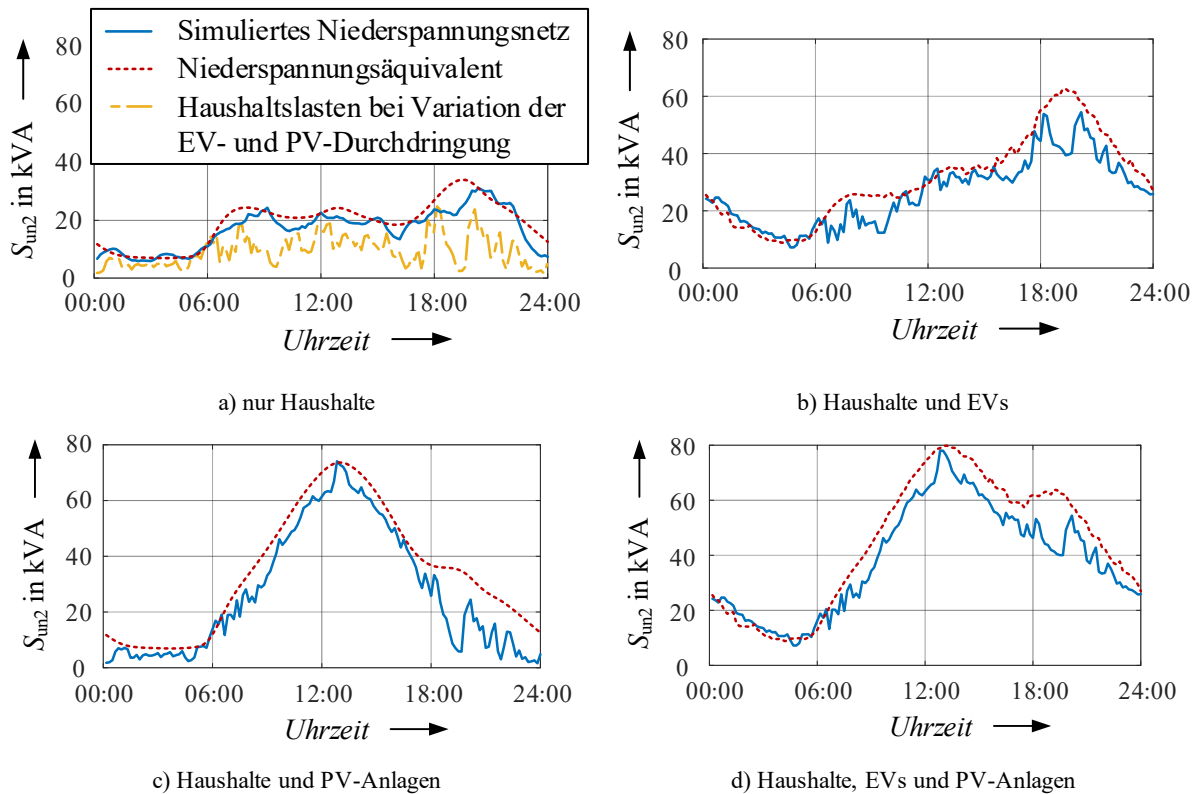 Simuliertes Niederspannungsnetz
Niederspannungsäquivalent
Haushaltslasten bei Variation der
EV- und PV-Durchdringung
S_un2 in kVA
80
60
40
20
0
00:00 06:00 12:00 18:00 24:00
Uhrzeit
a) nur Haushalte
S_un2 in kVA
80
60
40
20
0
00:00 06:00 12:00 18:00 24:00
Uhrzeit
b) Haushalte und EVs
S_un2 in kVA
80
60
40
20
0
00:00 06:00 12:00 18:00 24:00
Uhrzeit
c) Haushalte und PV-Anlagen
S_un2 in kVA
80
60
40
20
0
00:00 06:00 12:00 18:00 24:00
Uhrzeit
d) Haushalte, EVs und PV-Anlagen